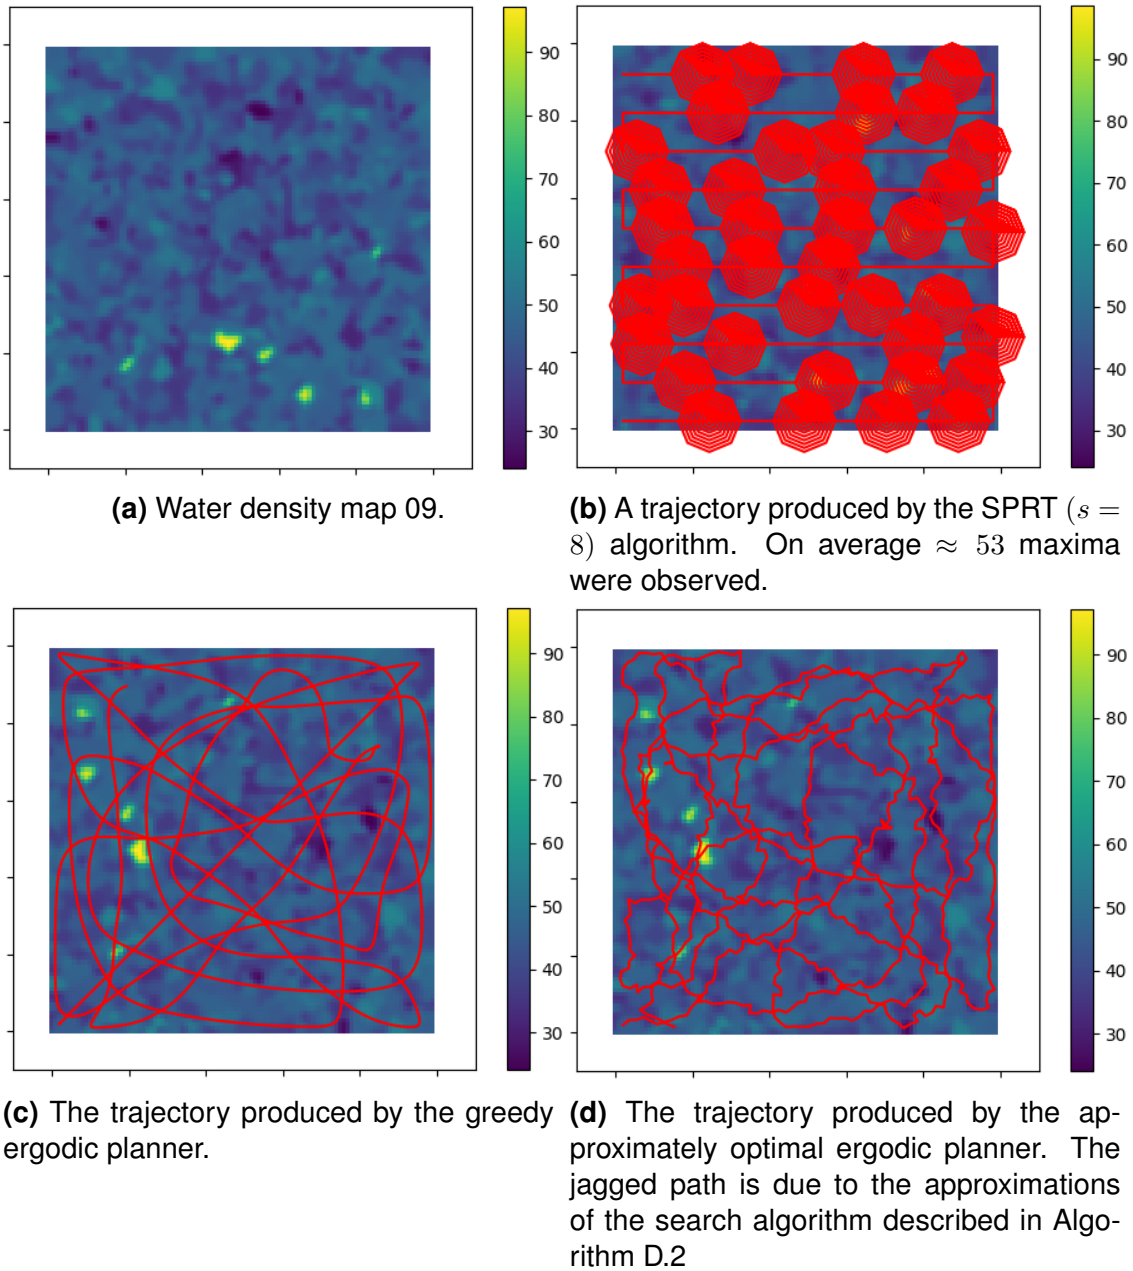 90
80
70
60
50
40
30
90
80
70
60
50
40
30
(a) Water density map 09.
(b) A trajectory produced by the SPRT (s =
8) algorithm. On average ≈ 53 maxima
were observed.
90
80
70
60
50
40
30
90
80
70
60
50
40
30
(c) The trajectory produced by the greedy
ergodic planner.
(d) The trajectory produced by the ap-
proximately optimal ergodic planner. The
jagged path is due to the approximations
of the search algorithm described in Algo-
rithm D.2